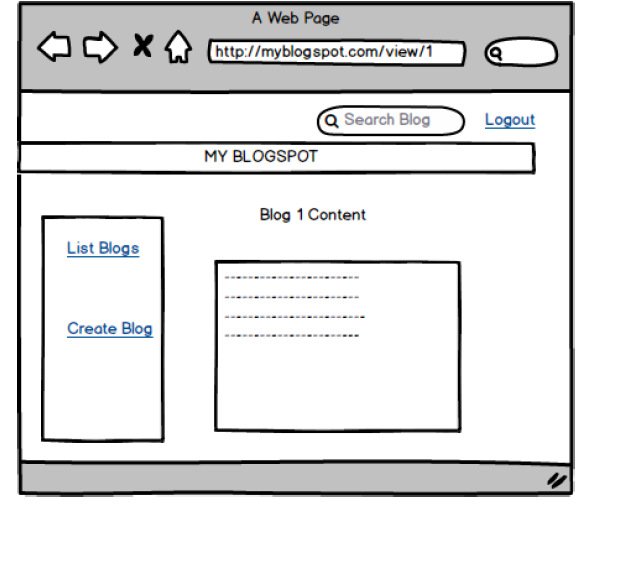 A Web Page
http://myblogspot.com/view/1
Search Blog
Logout
MY BLOGSPOT
Blog 1 Content
List Blogs
Create Blog